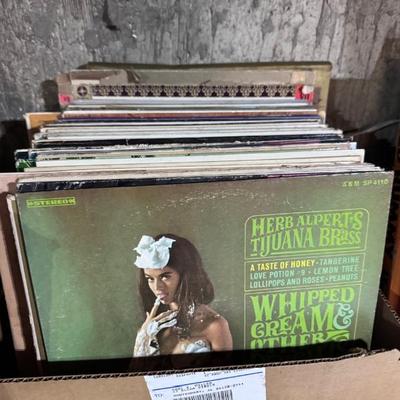 STEREO
A&M SP 4110
HERB ALPERT'S
TIJUANA BRASS
A TASTE OF HONEY • TANGERINE
LOVE POTION #9 • LEMON TREE
LOLLIPOPS AND ROSES • PEANUTS
WHIPPED
CREAM &
OTHER
TO: